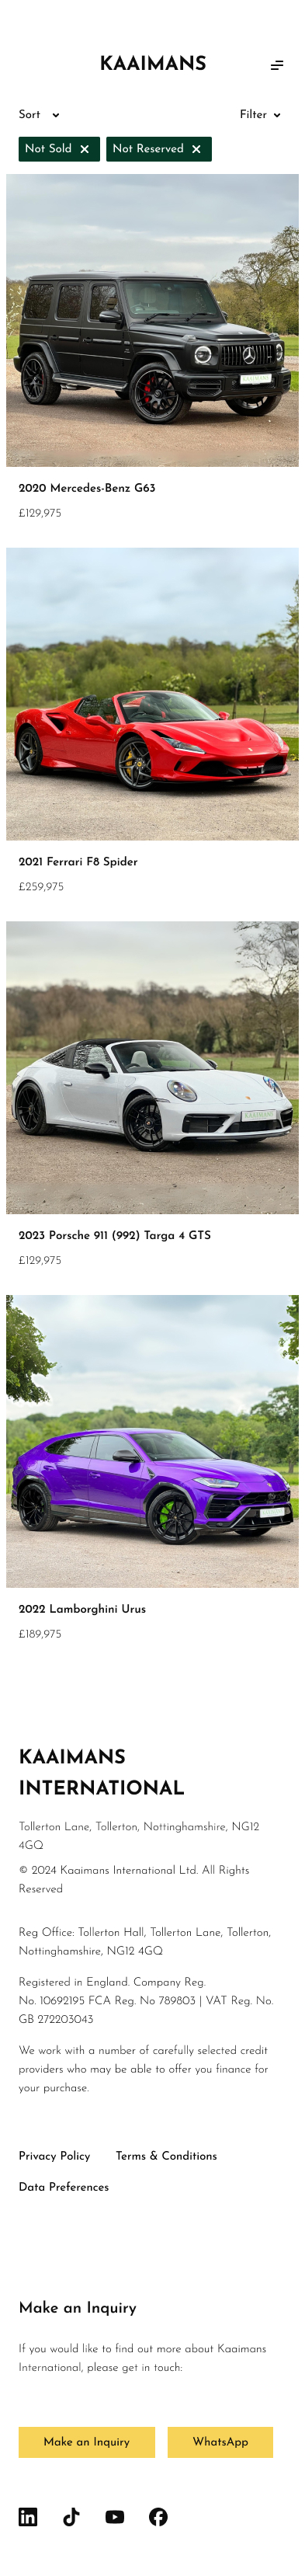 KAAIMANS
Sort
Filter
Not Sold
Not Reserved
KAAIMANS
2020 Mercedes-Benz G63
£129,975
2021 Ferrari F8 Spider
£259,975
KAAIMANS
2023 Porsche 911 (992) Targa 4 GTS
£129,975
2022 Lamborghini Urus
£189,975
KAAIMANS
INTERNATIONAL
Tollerton Lane, Tollerton, Nottinghamshire, NG12
4GQ
© 2024 Kaaimans International Ltd. All Rights
Reserved
Reg Office: Tollerton Hall, Tollerton Lane, Tollerton,
Nottinghamshire, NG12 4GQ
Registered in England. Company Reg.
No. 10692195 FCA Reg. No 789803 | VAT Reg. No.
GB 272203043
We work with a number of carefully selected credit
providers who may be able to offer you finance for
your purchase.
Privacy Policy
Terms & Conditions
Data Preferences
Make an Inquiry
If you would like to find out more about Kaaimans
International, please get in touch:
Make an Inquiry
WhatsApp